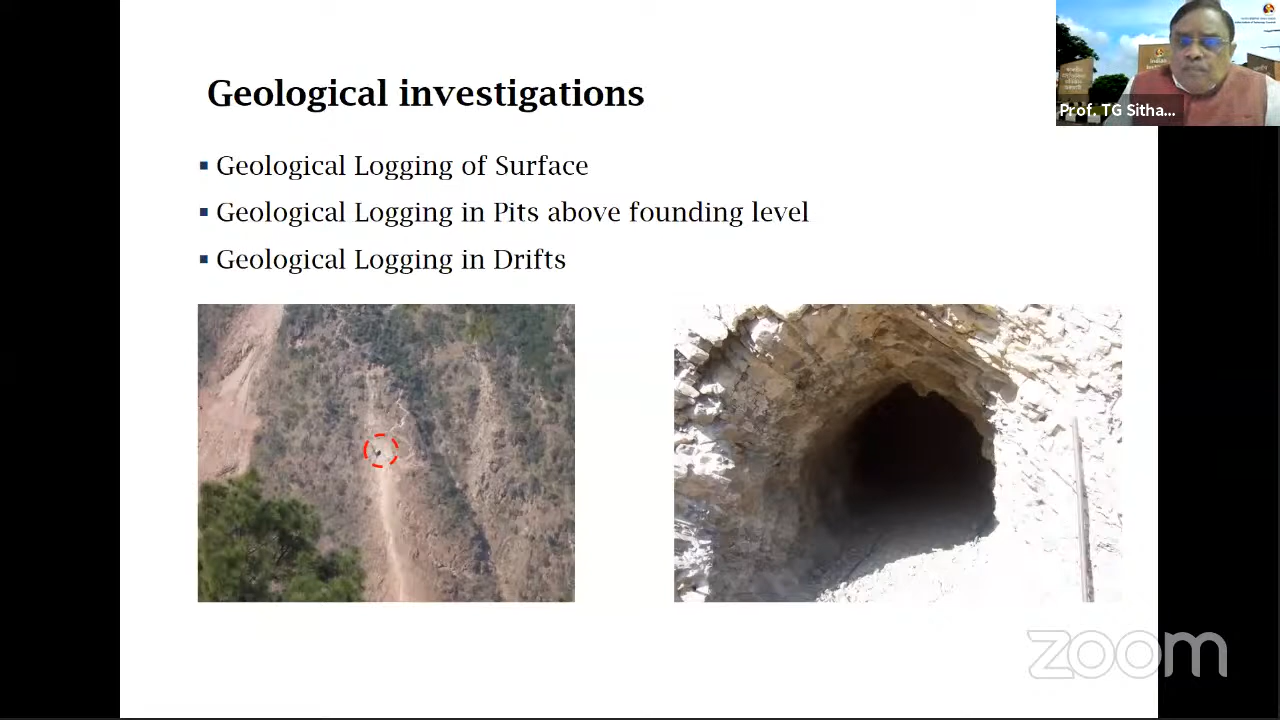 Geological investigations
▪ Geological Logging of Surface
▪ Geological Logging in Pits above founding level
▪ Geological Logging in Drifts
Prof. TG Sitha...
zoom